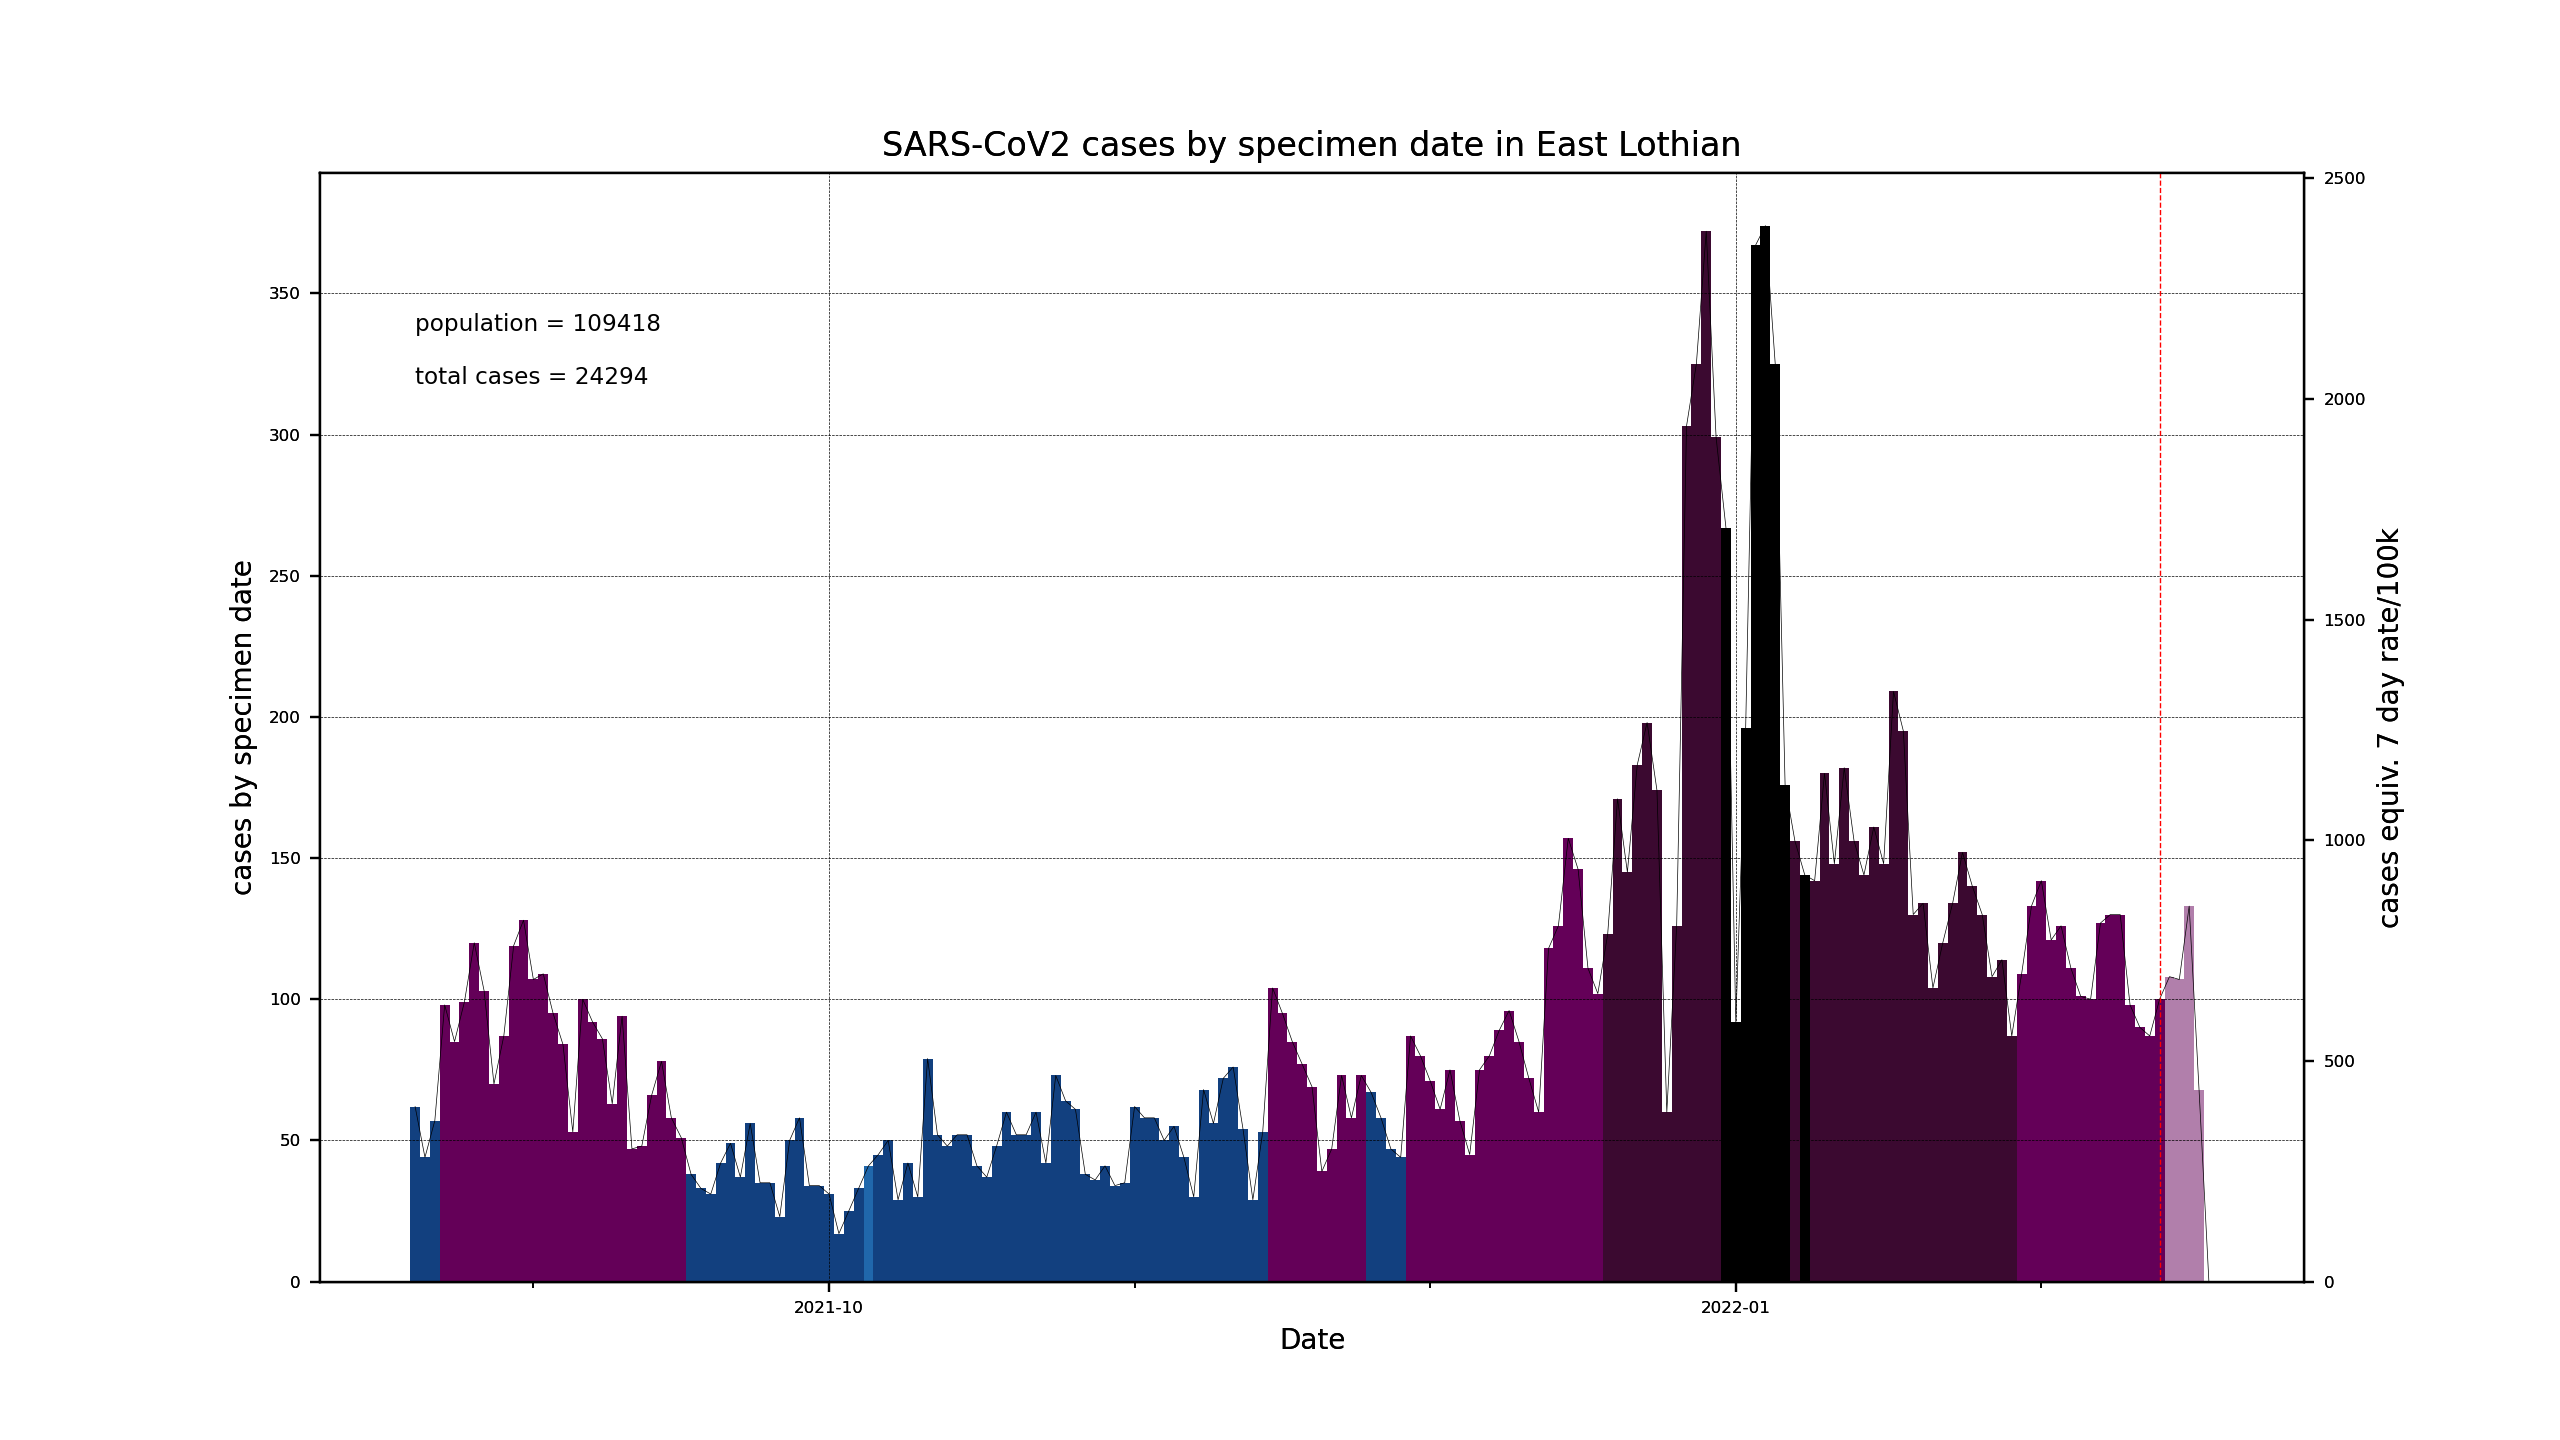 SARS-CoV2 cases by specimen date in East Lothian
population = 109418
total cases = 24294
cases by specimen date
350
300
250
200
150
100
50
0
2500
2000
1500
1000
500
0
cases equiv. 7 day rate/100k
2021-10
2022-01
Date